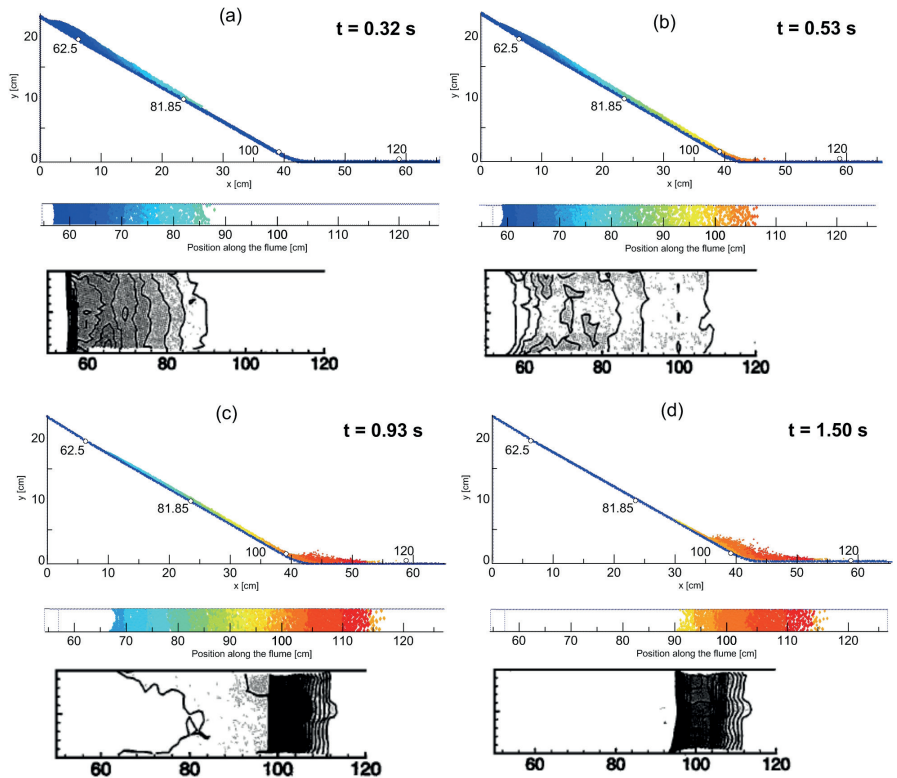 (a)
t = 0.32 s
20
62.5
y [cm]
10
81.85
100
120
0
0 10 20 30 40 50 60
x [cm]
60 70 80 90 100 110 120
Position along the flume [cm]
60 80 100 120
(b)
t = 0.53 s
20
62.5
y [cm]
10
81.85
100
120
0
0 10 20 30 40 50 60
x [cm]
60 70 80 90 100 110 120
Position along the flume [cm]
60 80 100 120
(c)
t = 0.93 s
20
62.5
y [cm]
10
81.85
100
120
0
0 10 20 30 40 50 60
x [cm]
60 70 80 90 100 110 120
Position along the flume [cm]
60 80 100 120
(d)
t = 1.50 s
20
62.5
y [cm]
10
81.85
100
120
0
0 10 20 30 40 50 60
x [cm]
60 70 80 90 100 110 120
Position along the flume [cm]
60 80 100 120